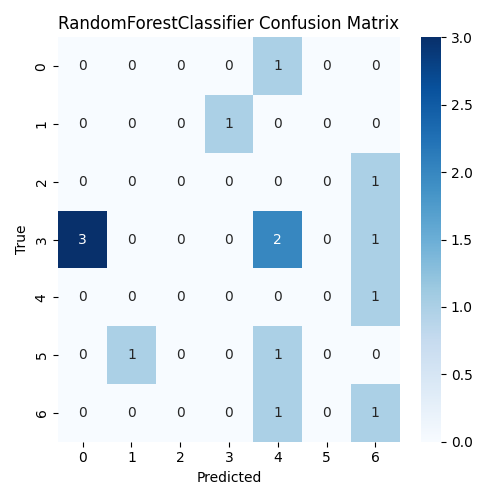 RandomForestClassifier Confusion Matrix
0 0 0 0 0 1 0 0
1 0 0 0 1 0 0 0
2 0 0 0 0 0 0 1
3 3 0 0 0 2 0 1
4 0 0 0 0 0 0 1
5 0 1 0 0 1 0 0
6 0 0 0 0 1 0 1
0 1 2 3 4 5 6
True
Predicted
3.0
2.5
2.0
1.5
1.0
0.5
0.0